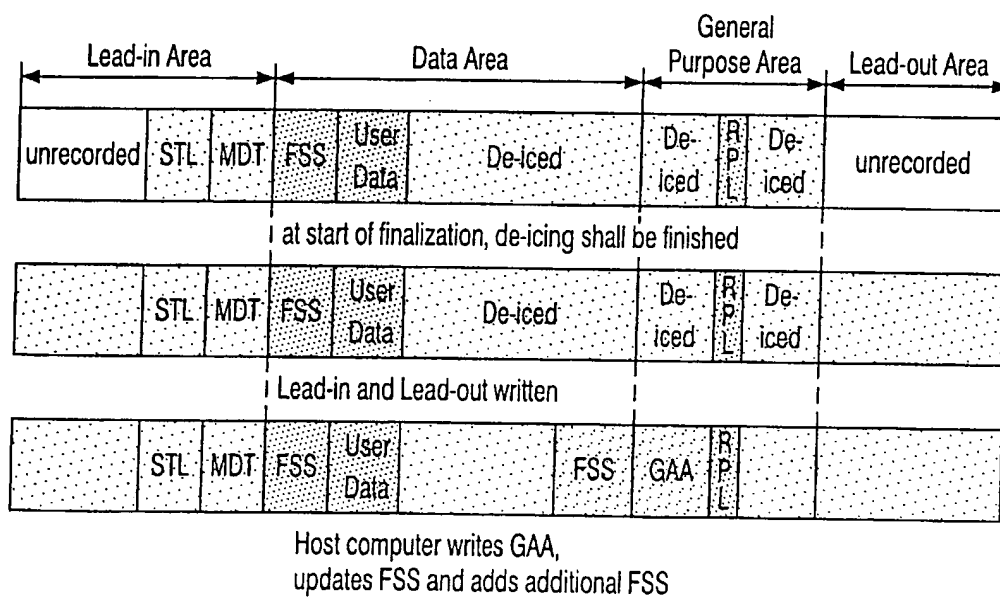 General
Lead-in Area Data Area Purpose Area Lead-out Area
unrecorded STL MDT FSS User Data De-iced De-iced RPL De-iced unrecorded
at start of finalization, de-icing shall be finished
STL MDT FSS User Data De-iced De-iced RPL De-iced
Lead-in and Lead-out written
STL MDT FSS User Data FSS GAA RPL
Host computer writes GAA,
updates FSS and adds additional FSS